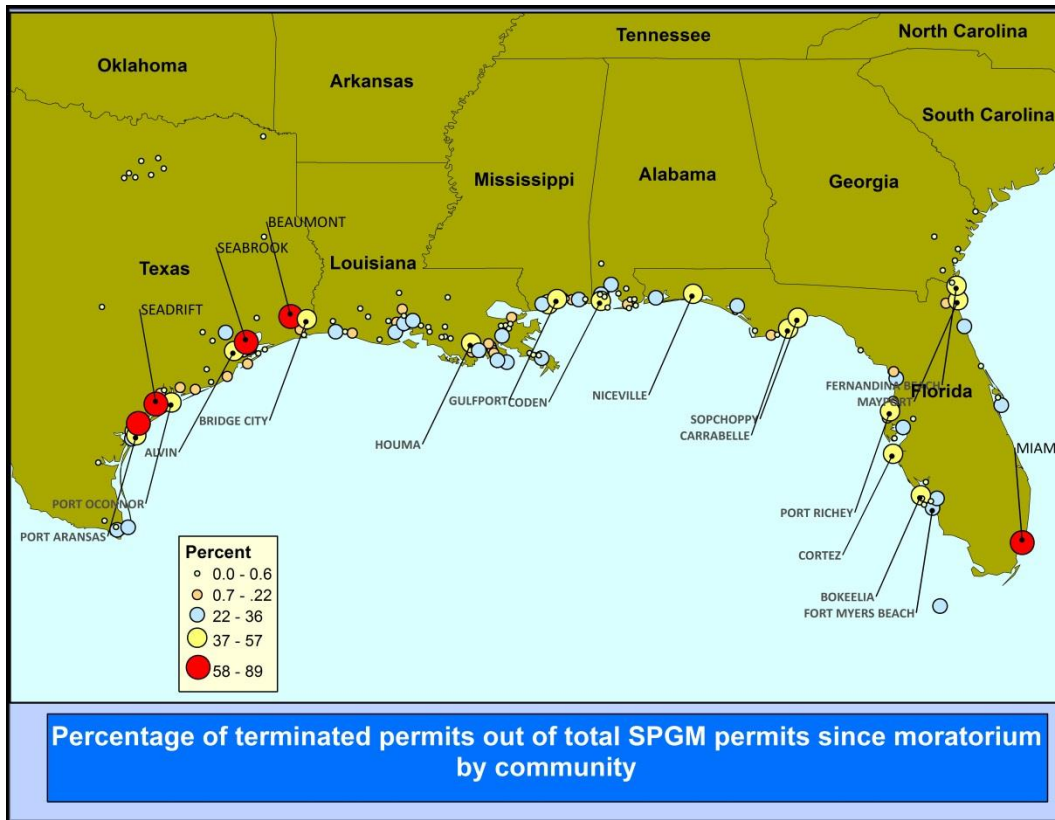 North Carolina
Tennessee
Oklahoma
Arkansas
South Carolina
Mississippi
Alabama
Georgia
BEAUMONT
SEABROOK
Texas
Louisiana
SEADRIFT
FERNANDINA BEACH
Florida
MAYPORT
NICEVILLE
GULFPORT
CODEN
BRIDGE CITY
SOPCHOPPY
CARRABELLE
HOUMA
ALVIN
MIAM
PORT OCONNOR
PORT RICHEY
PORT ARANSAS
CORTEZ
BOKEELIA
FORT MYERS BEACH
Percent
0.0 - 0.6
0.7 - .22
22 - 36
37 - 57
58 - 89
Percentage of terminated permits out of total SPGM permits since moratorium
by community